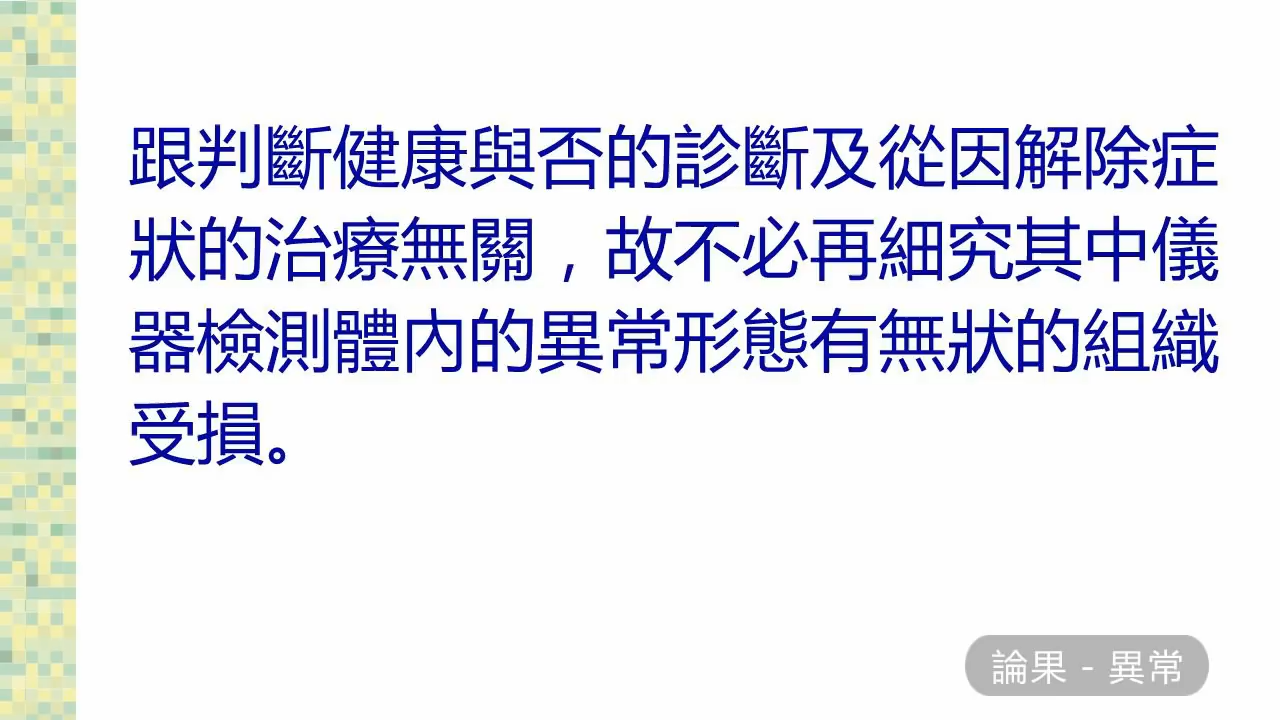 跟判斷健康與否的診斷及從因解除症
狀的治療無關，故不必再細究其中儀
器檢測體內的異常形態有無狀的組織
受損。
論果 - 異常